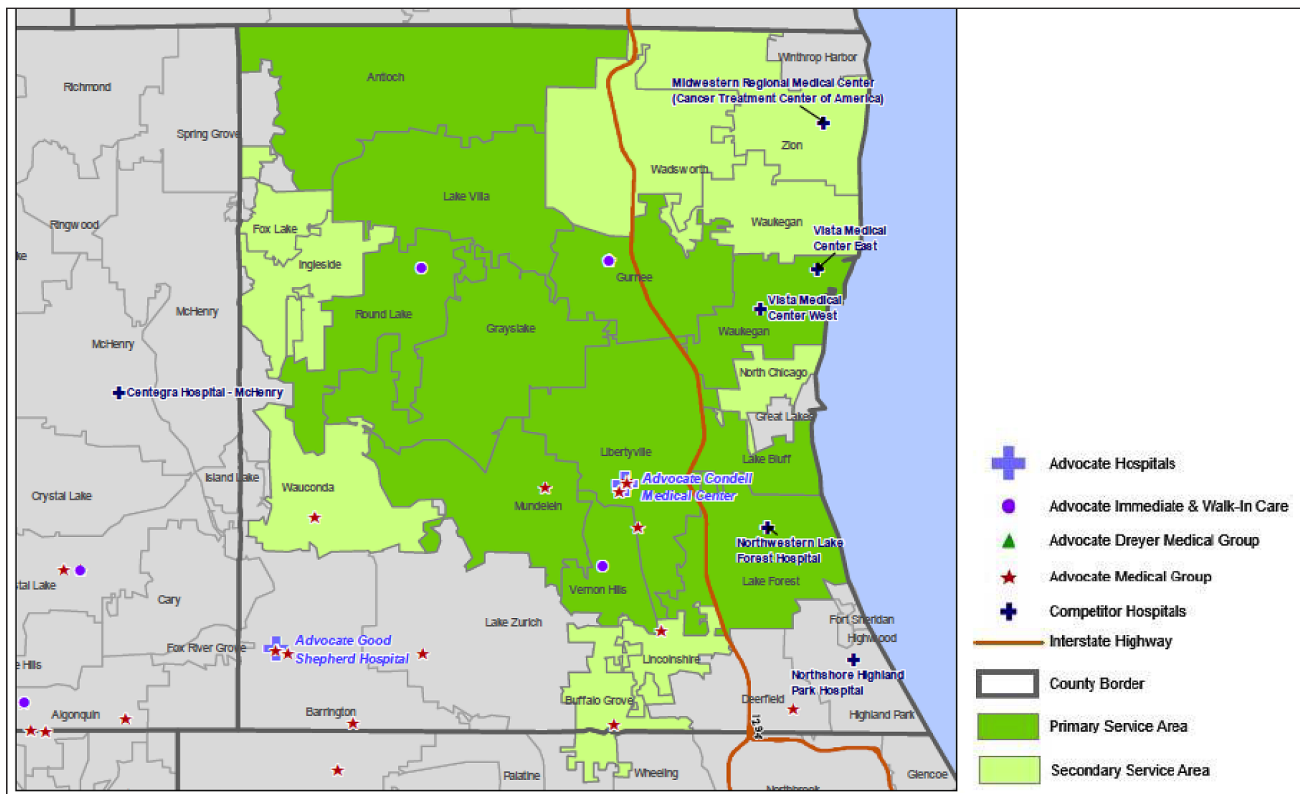 Winthrop Harbor
Antioch
Richmond
Midwestern Regional Medical Center
(Cancer Treatment Center of America)
Spring Grove
Zion
Wadsworth
Lake Villa
Ringwood
Fox Lake
Waukegan
Vista Medical
Center East
ke
Ingleside
Gurnee
Vista Medical
Center West
McHenry
Round Lake
Grayslake
Waukegan
McHenry
North Chicago
Centegra Hospital - McHenry
Great Lakes
Libertyville
Lake Bluff
Advocate Hospitals
Island Lake
Advocate Condell
Medical Center
Wauconda
Crystal Lake
Mundelein
Advocate Immediate & Walk-In Care
Northwestern Lake
Forest Hospital
Advocate Dreyer Medical Group
stal Lake
Vernon Hills
Lake Forest
Advocate Medical Group
Cary
Lake Zurich
Fort Sheridan
Competitor Hospitals
Highwood
Advocate Good
Shepherd Hospital
Fox River Grove
Interstate Highway
e Hills
Lincolnshire
Northshore Highland
Park Hospital
County Border
Buffalo Grove
Deerfield
Algonquin
Barrington
Highland Park
I294
Primary Service Area
Palatine
Wheeling
Glencoe
Secondary Service Area
Northbrook